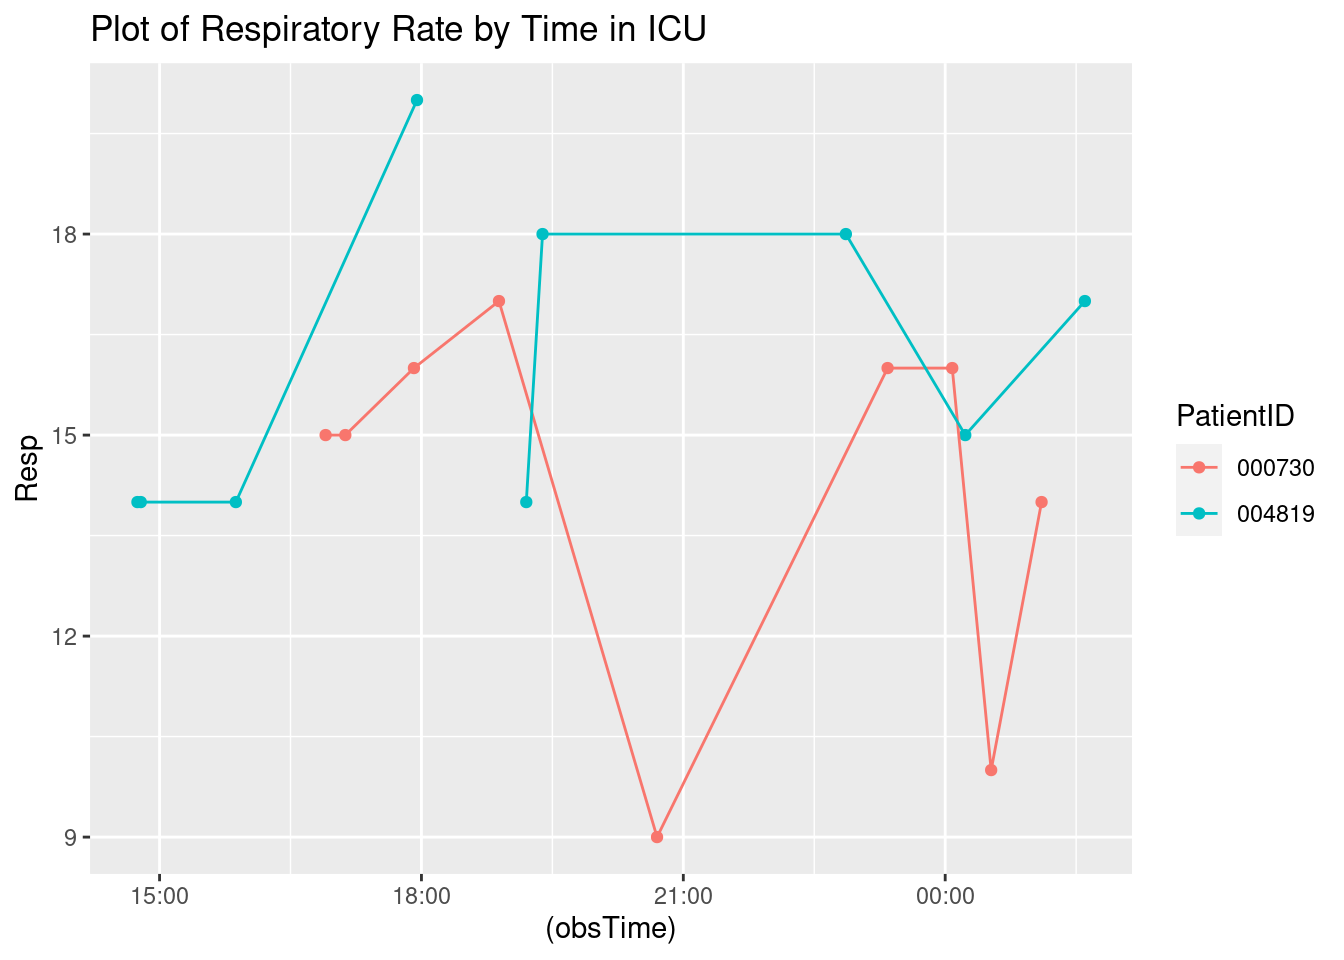 Plot of Respiratory Rate by Time in ICU
18
15
12
9
Resp
15:00 18:00 21:00 00:00
(obsTime)
PatientID
000730
004819